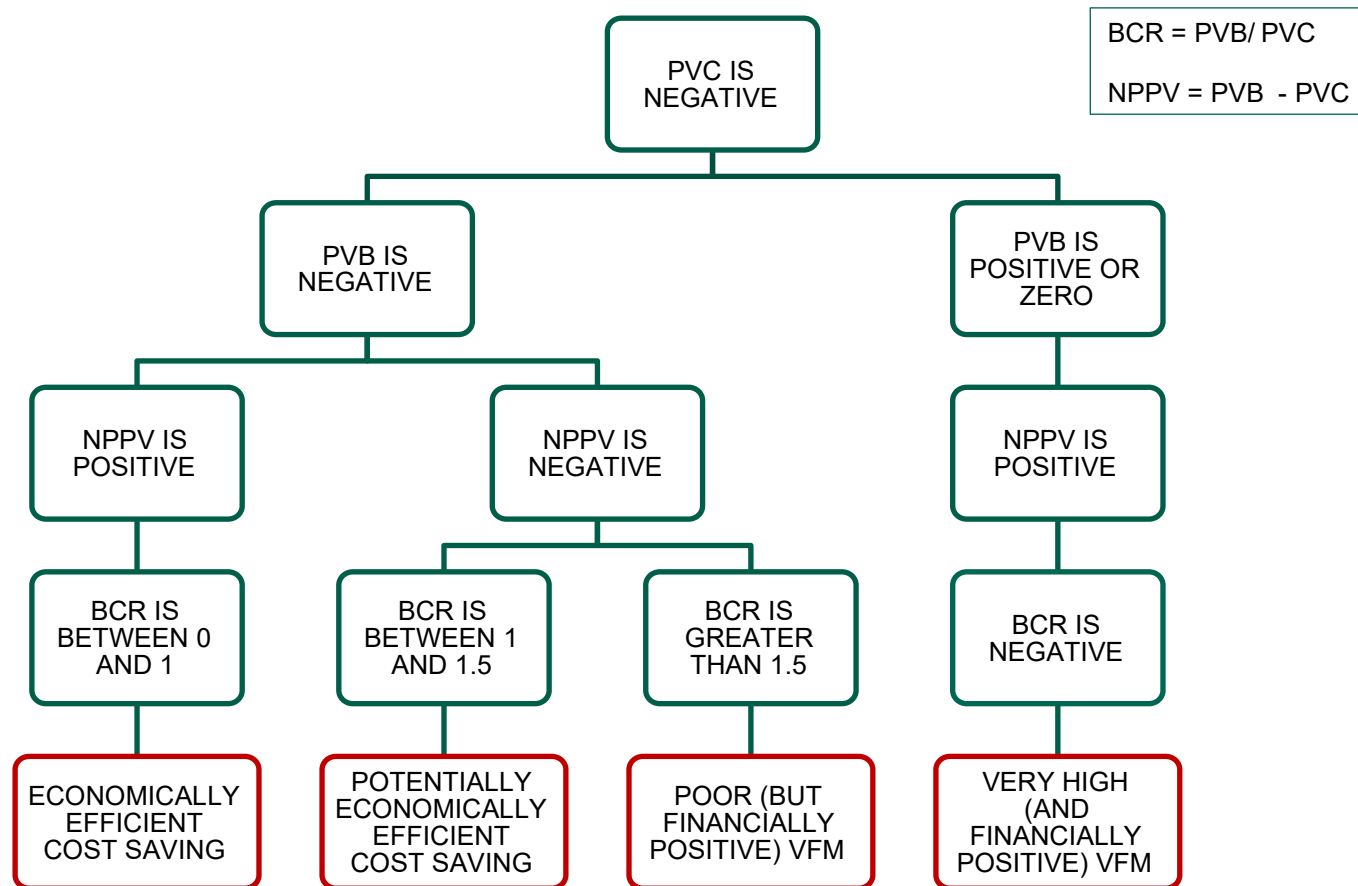 BCR = PVB/ PVC
NPPV = PVB - PVC
PVC IS
NEGATIVE
PVB IS
NEGATIVE
PVB IS
POSITIVE OR
ZERO
NPPV IS
POSITIVE
NPPV IS
NEGATIVE
NPPV IS
POSITIVE
BCR IS
BETWEEN 0
AND 1
BCR IS
BETWEEN 1
AND 1.5
BCR IS
GREATER
THAN 1.5
BCR IS
NEGATIVE
ECONOMICALLY
EFFICIENT
COST SAVING
POTENTIALLY
ECONOMICALLY
EFFICIENT
COST SAVING
POOR (BUT
FINANCIALLY
POSITIVE) VFM
VERY HIGH
(AND
FINANCIALLY
POSITIVE) VFM